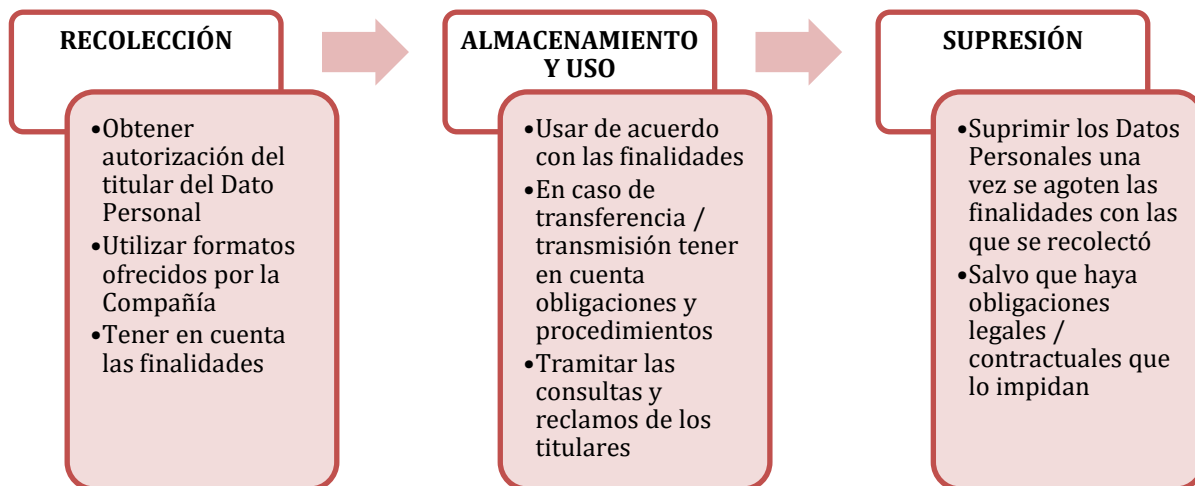 RECOLECCIÓN
•Obtener
autorización del
titular del Dato
Personal
•Utilizar formatos
ofrecidos por la
Compañía
•Tener en cuenta
las finalidades
ALMACENAMIENTO
Y USO
•Usar de acuerdo
con las finalidades
•En caso de
transferencia /
transmisión tener
en cuenta
obligaciones y
procedimientos
•Tramitar las
consultas y
reclamos de los
titulares
SUPRESIÓN
•Suprimir los Datos
Personales una
vez se agoten las
finalidades con las
que se recolectó
•Salvo que haya
obligaciones
legales /
contractuales que
lo impidan